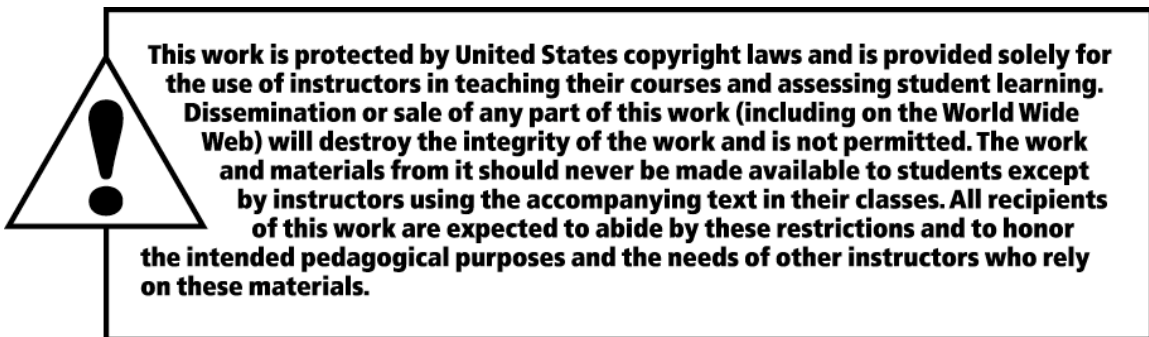 This work is protected by United States copyright laws and is provided solely for
the use of instructors in teaching their courses and assessing student learning.
Dissemination or sale of any part of this work (including on the World Wide
Web) will destroy the integrity of the work and is not permitted. The work
and materials from it should never be made available to students except
by instructors using the accompanying text in their classes. All recipients
of this work are expected to abide by these restrictions and to honor
the intended pedagogical purposes and the needs of other instructors who rely
on these materials.